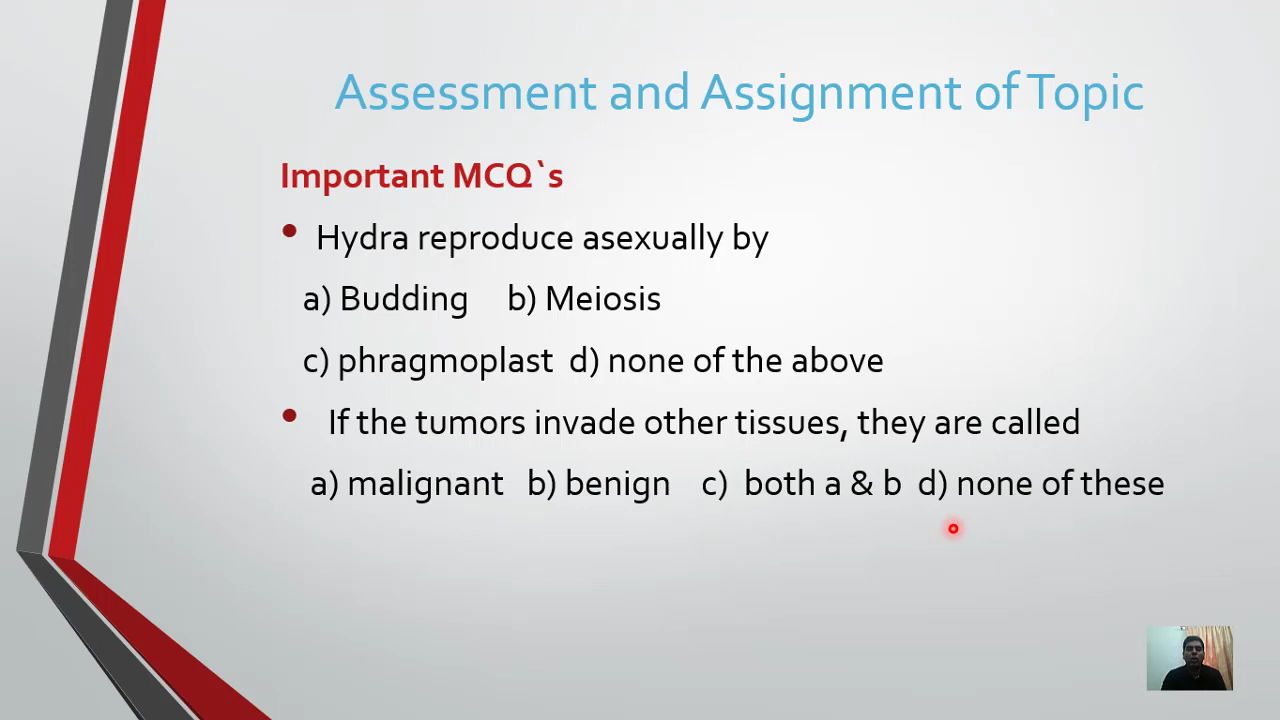 Assessment and Assignment of Topic
Important MCQ`s
• Hydra reproduce asexually by
a) Budding b) Meiosis
c) phragmoplast d) none of the above
• If the tumors invade other tissues, they are called
a) malignant b) benign c) both a & b d) none of these